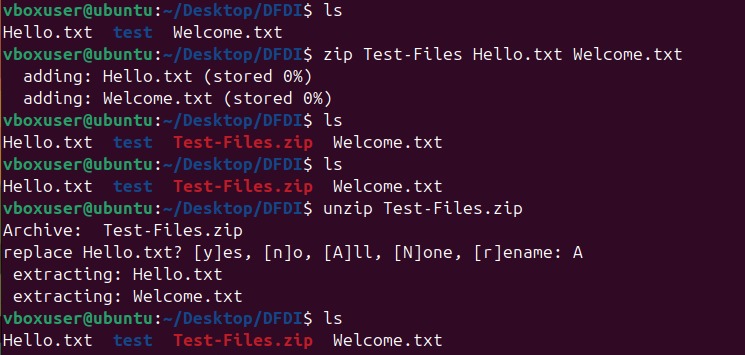 vboxuser@ubuntu:~/Desktop/DFDI$ ls
Hello.txt  test  Welcome.txt
vboxuser@ubuntu:~/Desktop/DFDI$ zip Test-Files Hello.txt Welcome.txt
  adding: Hello.txt (stored 0%)
  adding: Welcome.txt (stored 0%)
vboxuser@ubuntu:~/Desktop/DFDI$ ls
Hello.txt  test  Test-Files.zip  Welcome.txt
vboxuser@ubuntu:~/Desktop/DFDI$ ls
Hello.txt  test  Test-Files.zip  Welcome.txt
vboxuser@ubuntu:~/Desktop/DFDI$ unzip Test-Files.zip
Archive:  Test-Files.zip
replace Hello.txt? [y]es, [n]o, [A]ll, [N]one, [r]ename: A
 extracting: Hello.txt
 extracting: Welcome.txt
vboxuser@ubuntu:~/Desktop/DFDI$ ls
Hello.txt  test  Test-Files.zip  Welcome.txt